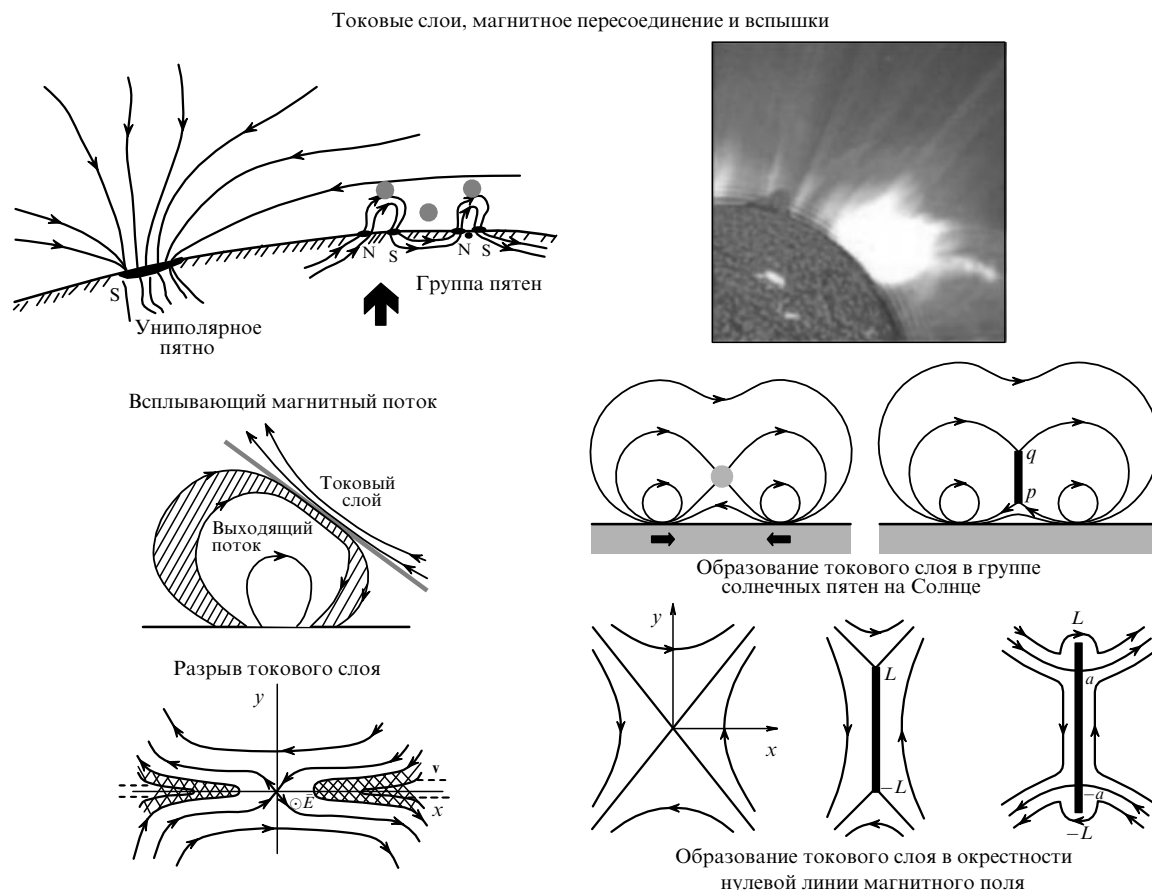 Токовые слои, магнитное пересоединение и вспышки
N S N S
S
Группа пятен
Униполярное
пятно
Всплывающий магнитный поток
Токовый
слой
Выходящий
поток
Разрыв токового слоя
y
v
⊙E
x
q
p
Образование токового слоя в группе
солнечных пятен на Солнце
y
x
L
−L
L
a
−a
−L
Образование токового слоя в окрестности
нулевой линии магнитного поля